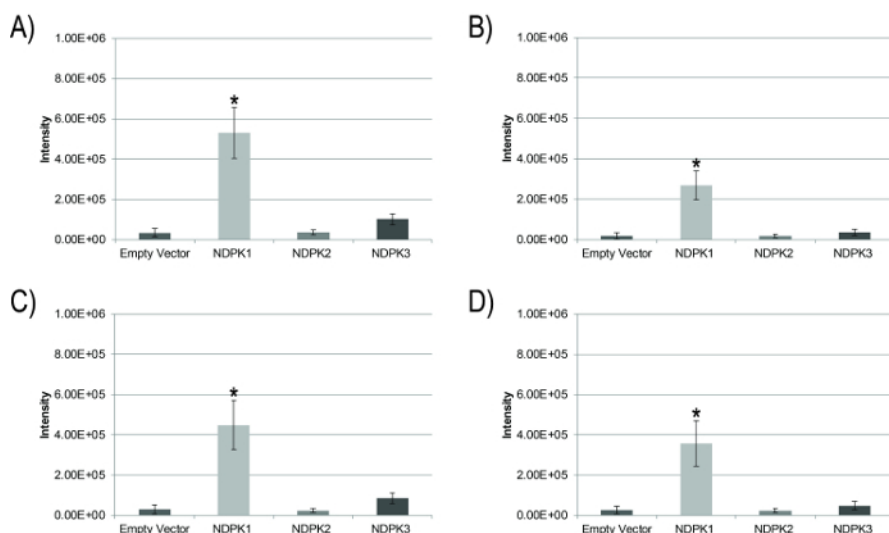 A)
1.00E+06
8.00E+05
6.00E+05
4.00E+05
2.00E+05
0.00E+00
Intensity
*
Empty Vector NDPK1 NDPK2 NDPK3
B)
1.00E+06
8.00E+05
6.00E+05
4.00E+05
2.00E+05
0.00E+00
Intensity
*
Empty Vector NDPK1 NDPK2 NDPK3
C)
1.00E+06
8.00E+05
6.00E+05
4.00E+05
2.00E+05
0.00E+00
Intensity
*
Empty Vector NDPK1 NDPK2 NDPK3
D)
1.00E+06
8.00E+05
6.00E+05
4.00E+05
2.00E+05
0.00E+00
Intensity
*
Empty Vector NDPK1 NDPK2 NDPK3